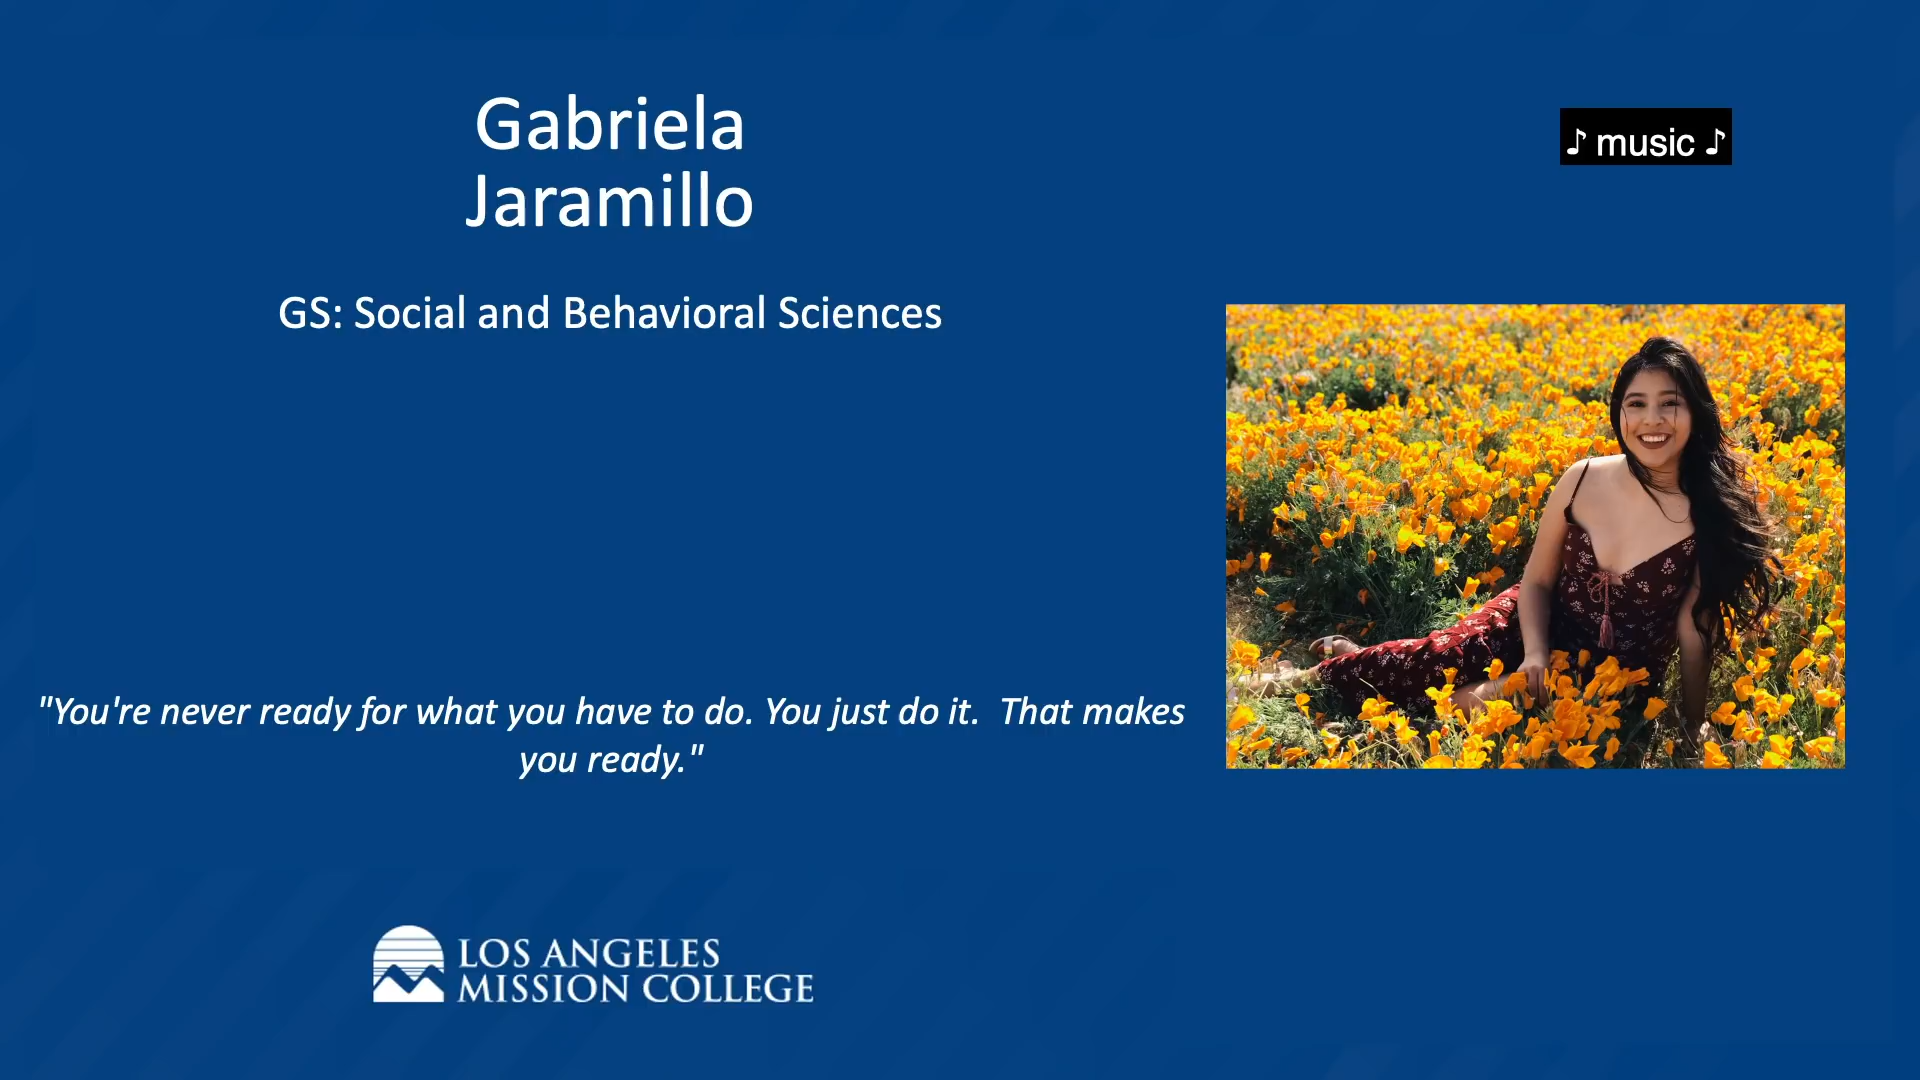 Gabriela
Jaramillo
♪ music ♪
GS: Social and Behavioral Sciences
"You're never ready for what you have to do. You just do it.  That makes
you ready."
LOS ANGELES
MISSION COLLEGE